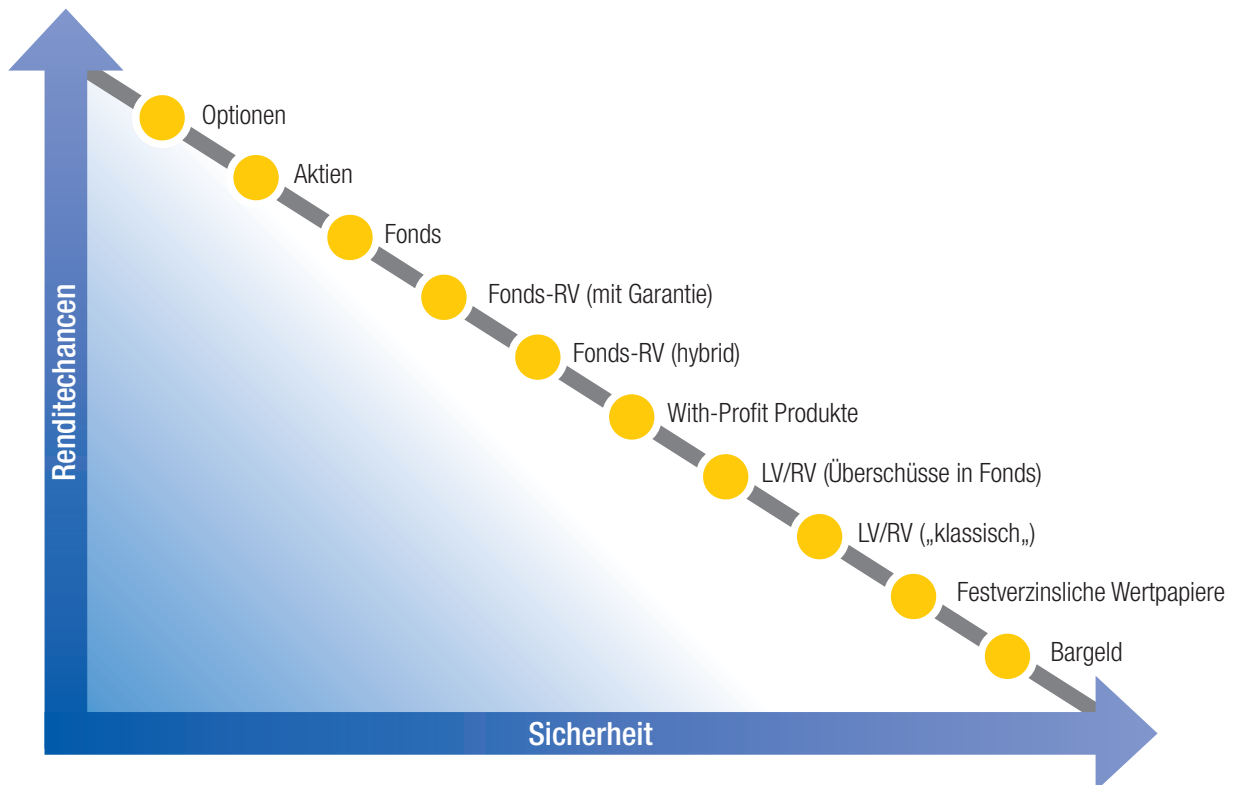 Optionen
Aktien
Fonds
Fonds-RV (mit Garantie)
Fonds-RV (hybrid)
With-Profit Produkte
LV/RV (Überschüsse in Fonds)
LV/RV („klassisch„)
Festverzinsliche Wertpapiere
Bargeld
Renditechancen
Sicherheit